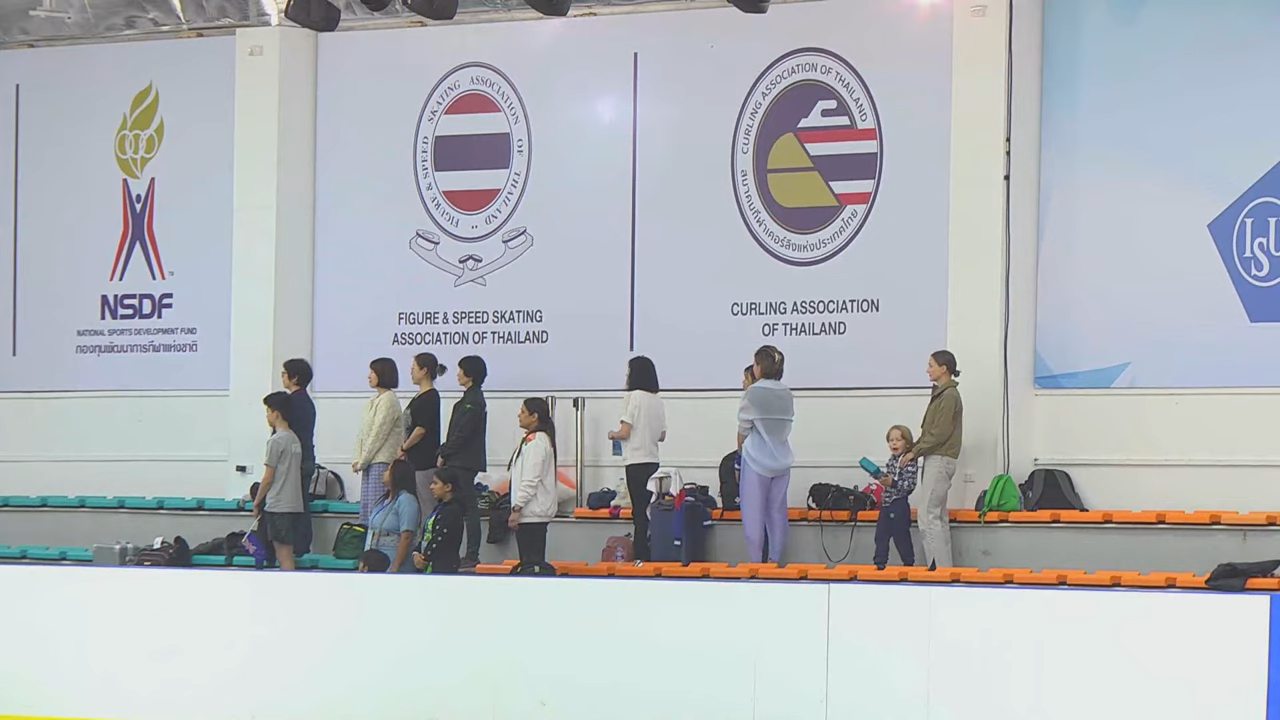 NSDF
TM
NATIONAL SPORTS DEVELOPMENT FUND
กองทุนพัฒนาการกีฬาแห่งชาติ
FIGURE & SPEED SKATING ASSOCIATION OF THAILAND
FIGURE & SPEED SKATING
ASSOCIATION OF THAILAND
CURLING ASSOCIATION OF THAILAND
สมาคมกีฬาเคอร์ลิงแห่งประเทศไทย
CURLING ASSOCIATION
OF THAILAND
ISU